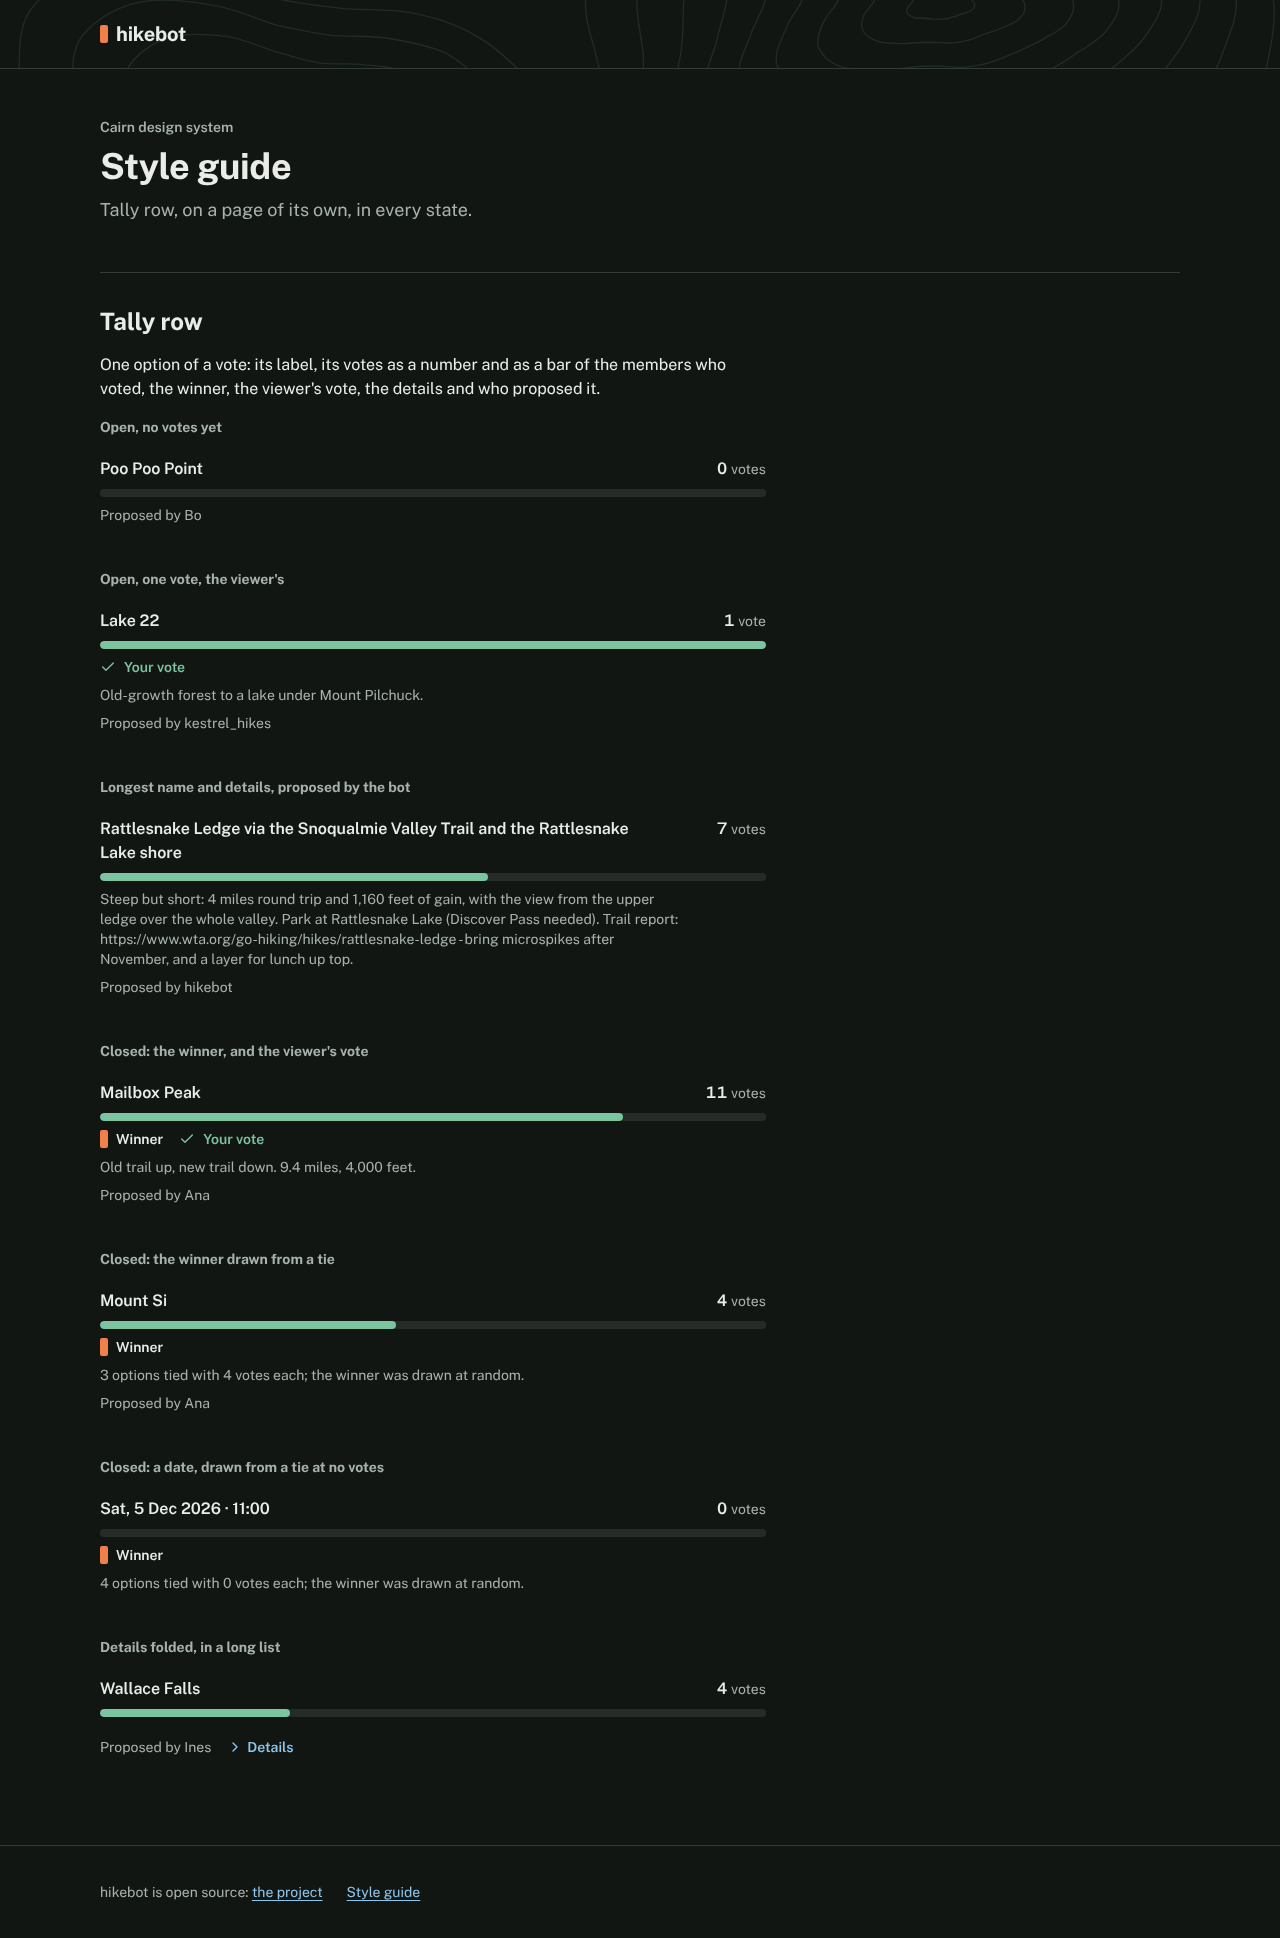 hikebot
Cairn design system
Style guide
Tally row, on a page of its own, in every state.
Tally row
One option of a vote: its label, its votes as a number and as a bar of the members who
voted, the winner, the viewer's vote, the details and who proposed it.
Open, no votes yet
Poo Poo Point 0 votes
Proposed by Bo
Open, one vote, the viewer's
Lake 22 1 vote
Your vote
Old-growth forest to a lake under Mount Pilchuck.
Proposed by kestrel_hikes
Longest name and details, proposed by the bot
Rattlesnake Ledge via the Snoqualmie Valley Trail and the Rattlesnake 7 votes
Lake shore
Steep but short: 4 miles round trip and 1,160 feet of gain, with the view from the upper
ledge over the whole valley. Park at Rattlesnake Lake (Discover Pass needed). Trail report:
https://www.wta.org/go-hiking/hikes/rattlesnake-ledge - bring microspikes after
November, and a layer for lunch up top.
Proposed by hikebot
Closed: the winner, and the viewer's vote
Mailbox Peak 11 votes
Winner Your vote
Old trail up, new trail down. 9.4 miles, 4,000 feet.
Proposed by Ana
Closed: the winner drawn from a tie
Mount Si 4 votes
Winner
3 options tied with 4 votes each; the winner was drawn at random.
Proposed by Ana
Closed: a date, drawn from a tie at no votes
Sat, 5 Dec 2026 · 11:00 0 votes
Winner
4 options tied with 0 votes each; the winner was drawn at random.
Details folded, in a long list
Wallace Falls 4 votes
Proposed by Ines Details
hikebot is open source: the project Style guide